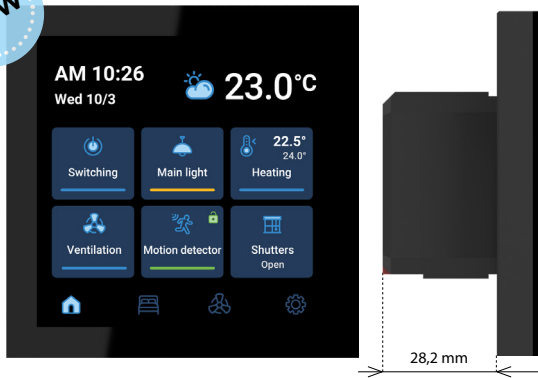 W
AM 10:26
Wed 10/3
23.0°C
Switching
Main light
22.5°
24.0°
Heating
Ventilation
Motion detector
Shutters
Open
28,2 mm